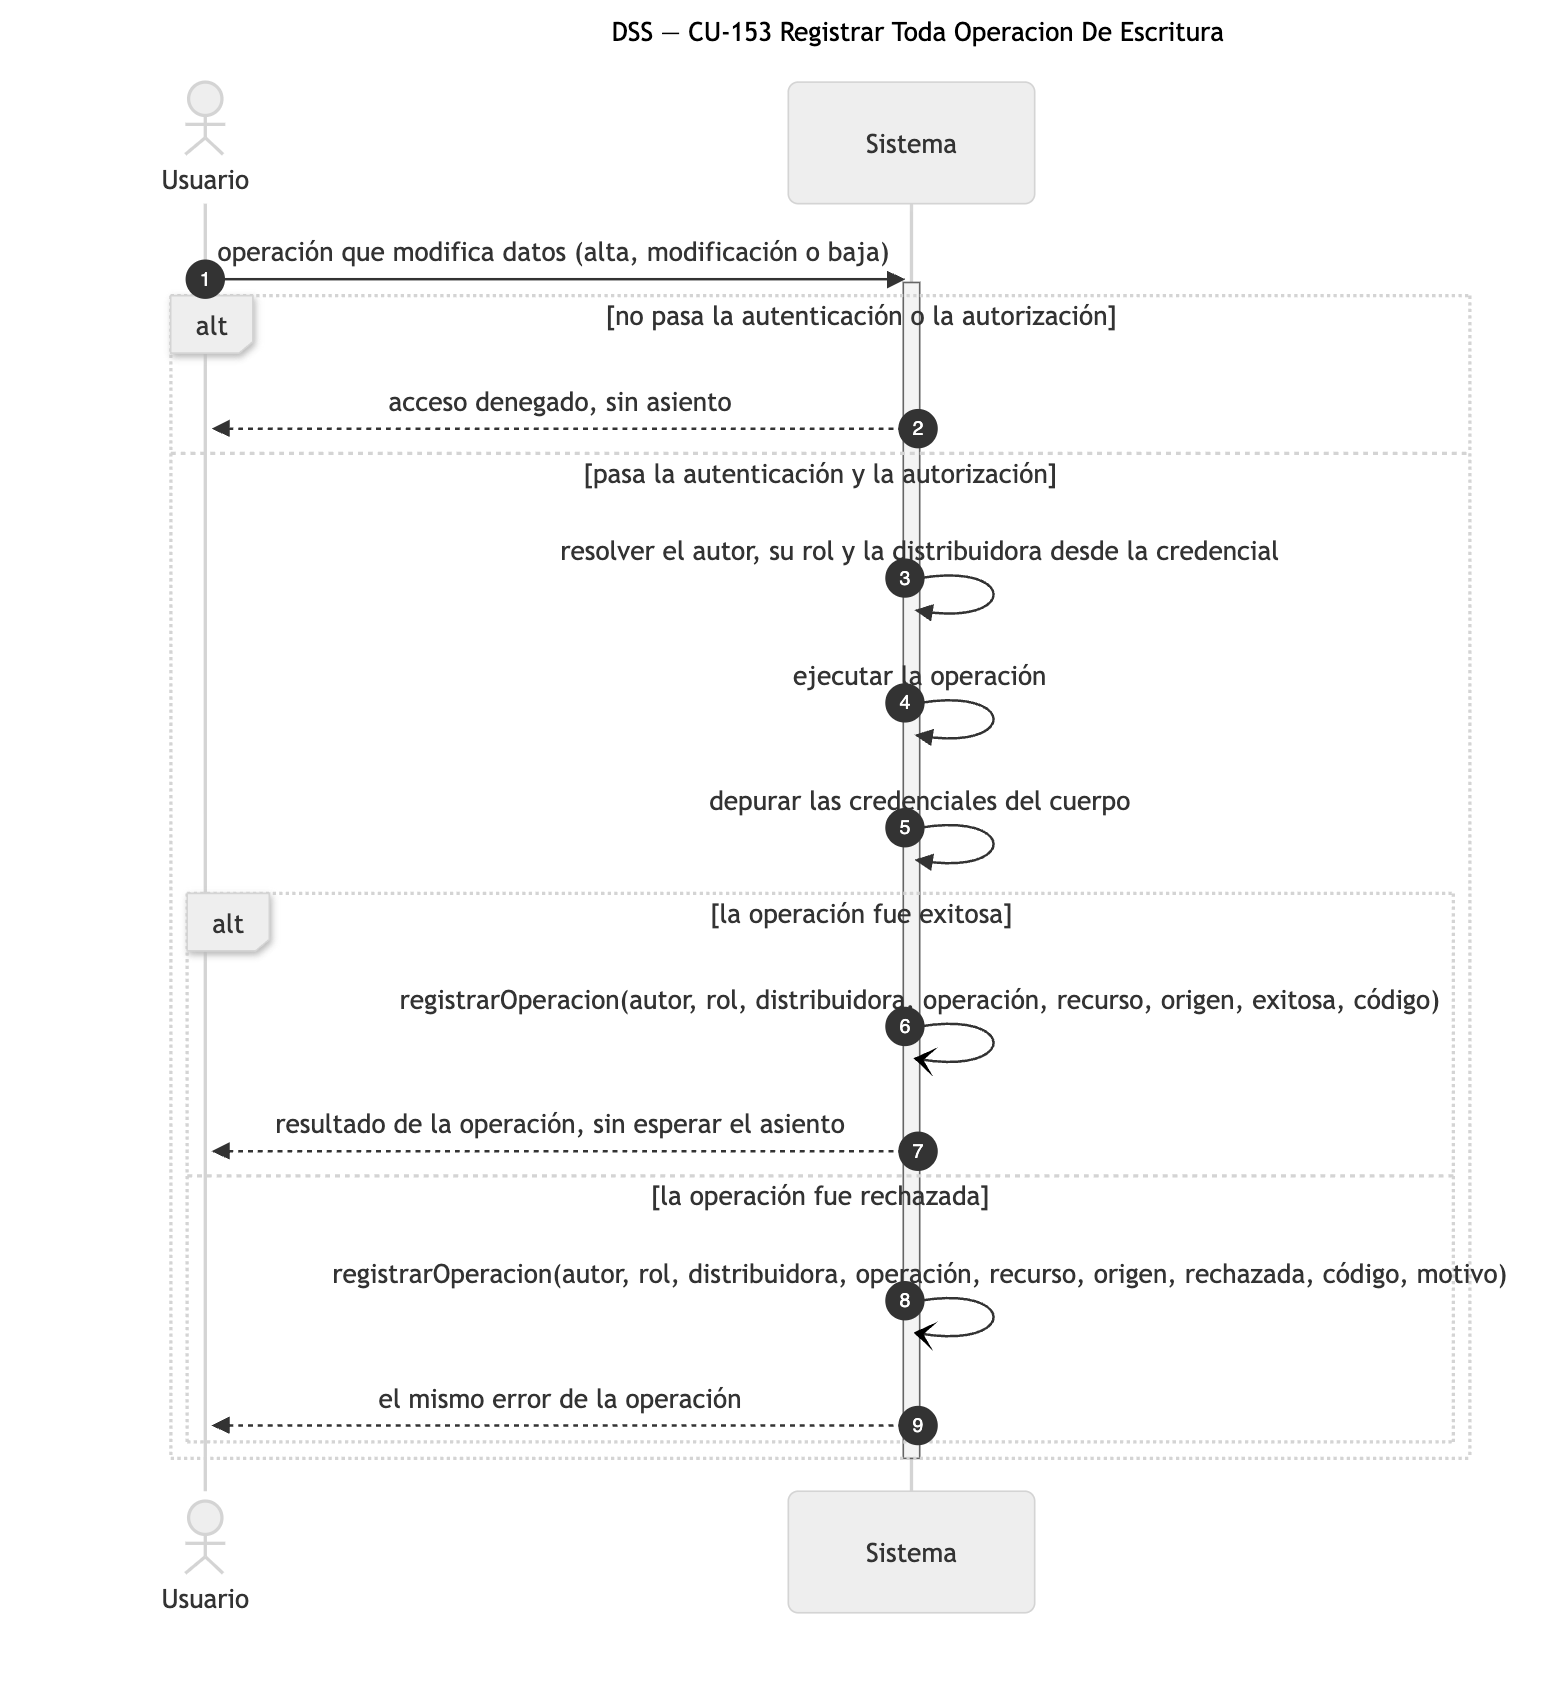 DSS — CU-153 Registrar Toda Operacion De Escritura
Usuario
Sistema
operación que modifica datos (alta, modificación o baja)
1
alt
[no pasa la autenticación o la autorización]
acceso denegado, sin asiento
2
[pasa la autenticación y la autorización]
resolver el autor, su rol y la distribuidora desde la credencial
3
ejecutar la operación
4
depurar las credenciales del cuerpo
5
alt
[la operación fue exitosa]
registrarOperacion(autor, rol, distribuidora, operación, recurso, origen, exitosa, código)
6
resultado de la operación, sin esperar el asiento
7
[la operación fue rechazada]
registrarOperacion(autor, rol, distribuidora, operación, recurso, origen, rechazada, código, motivo)
8
el mismo error de la operación
9
Usuario
Sistema